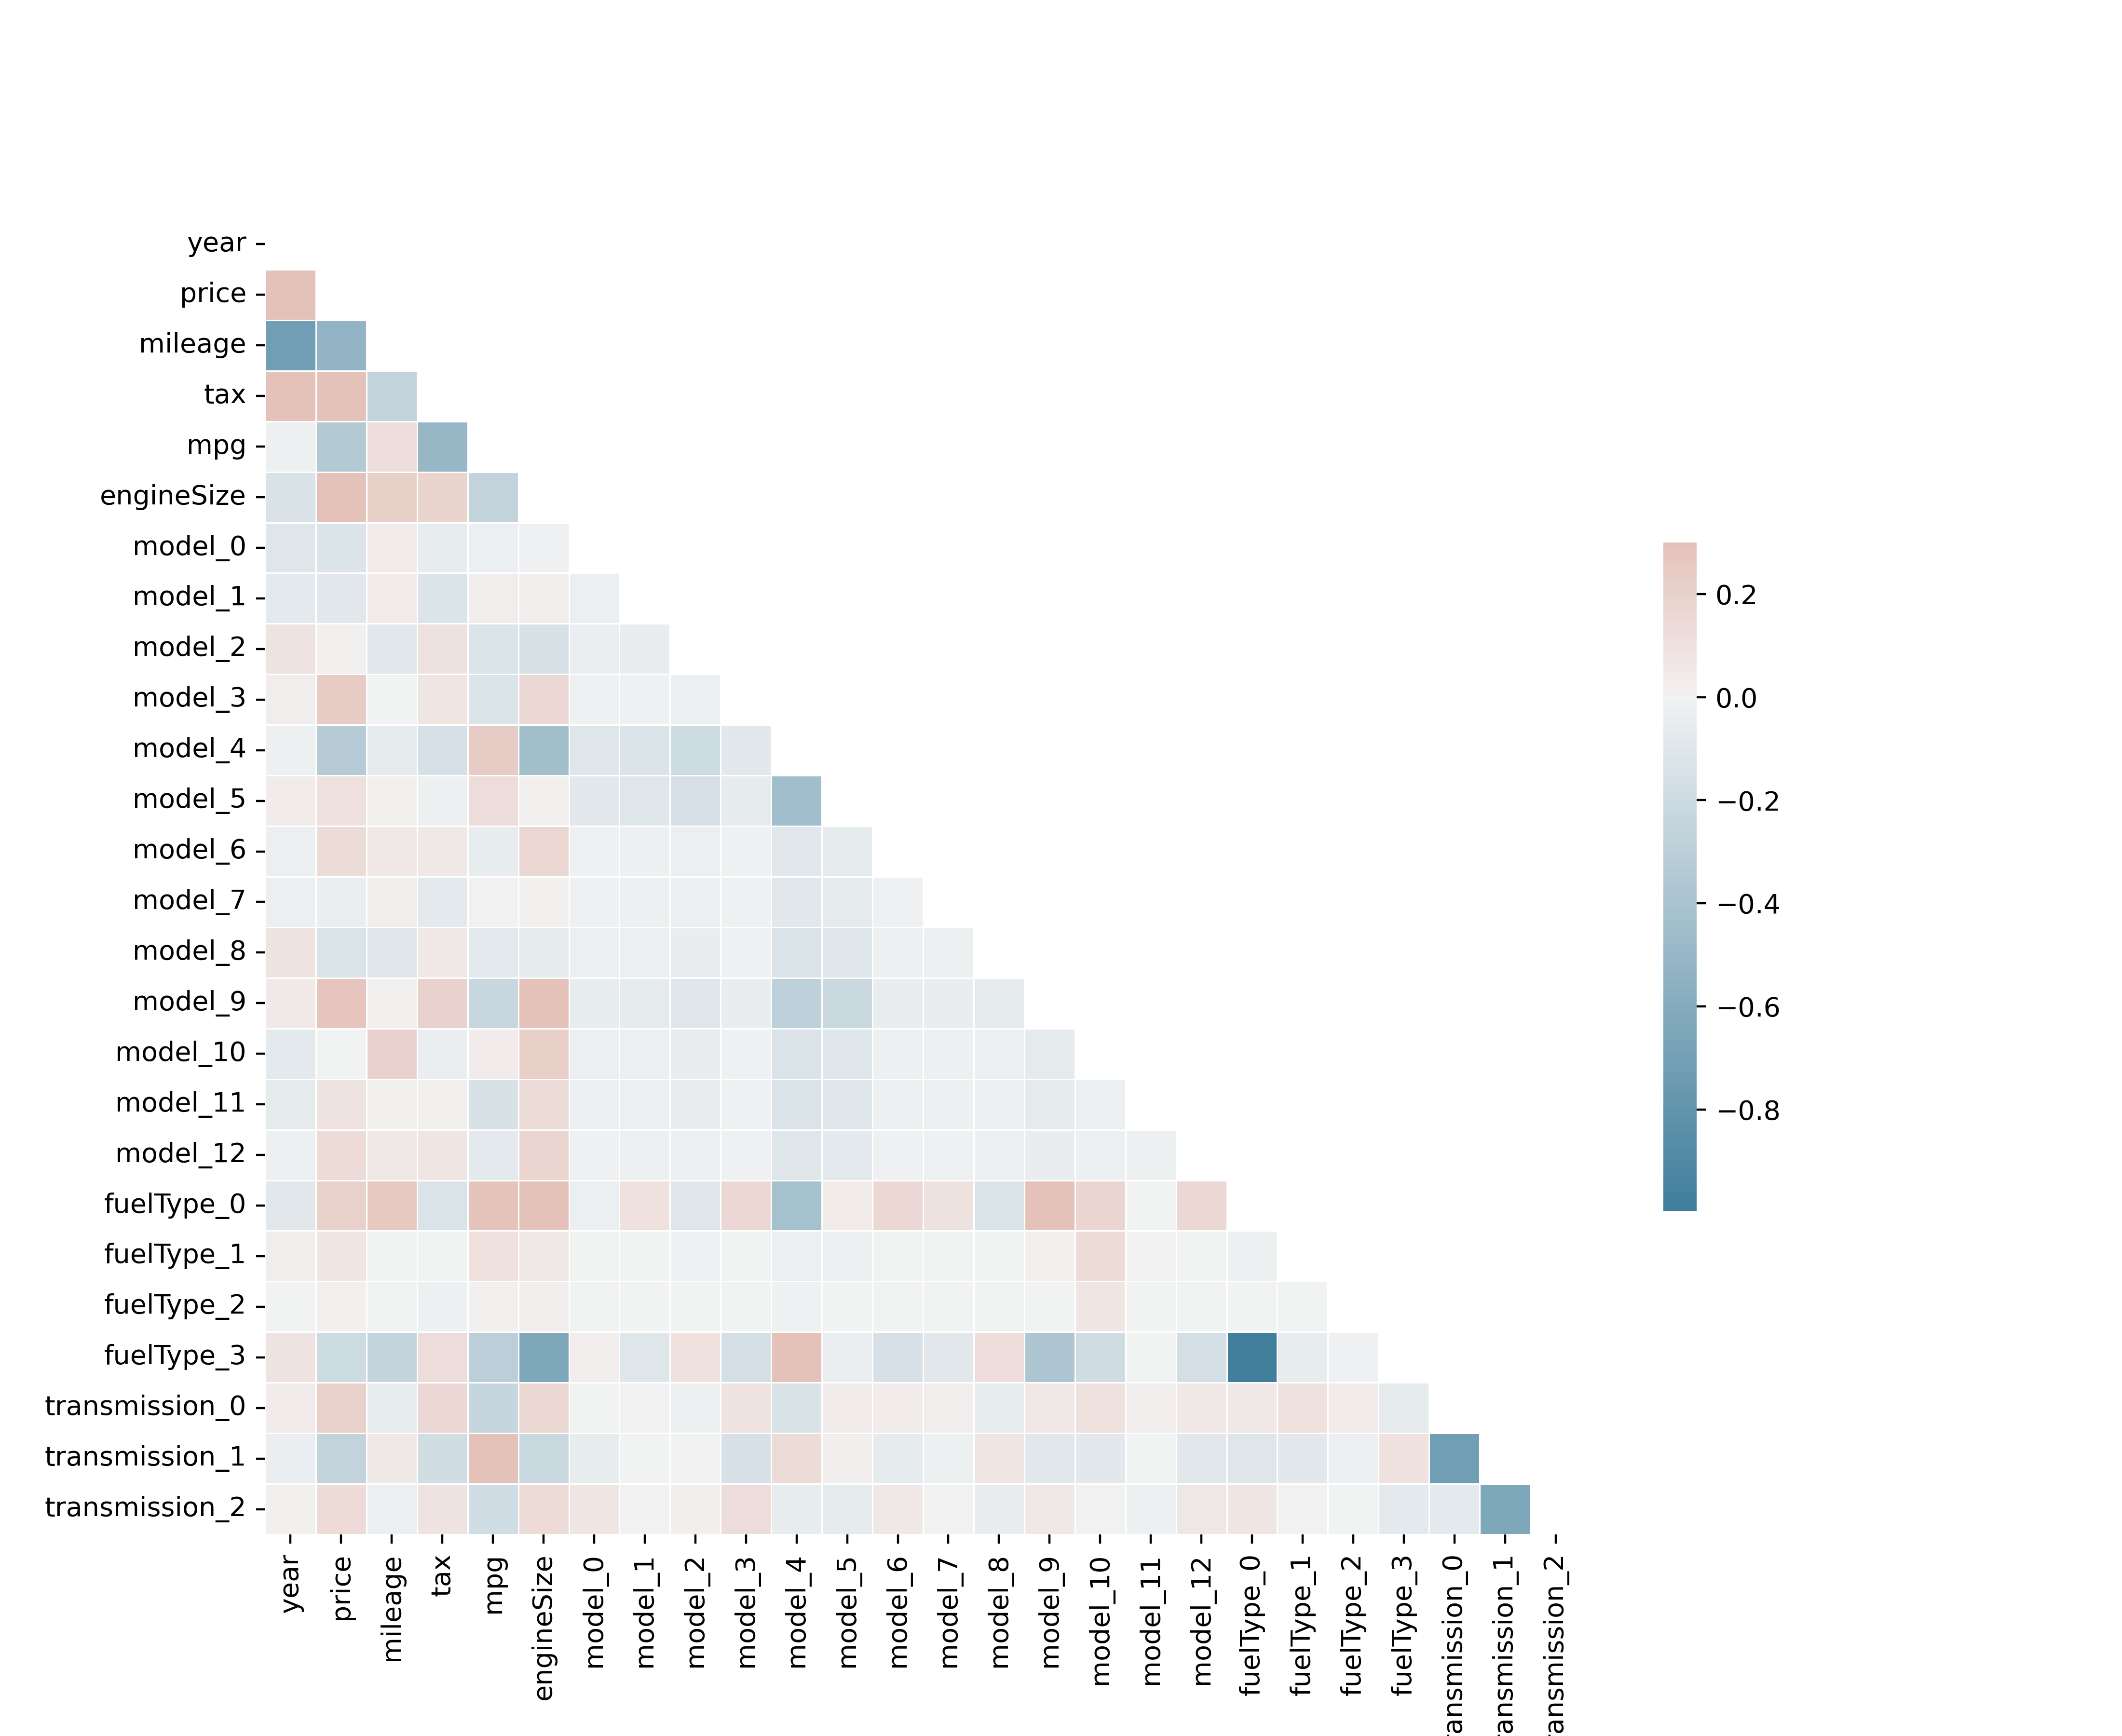 year
price
mileage
tax
mpg
engineSize
model_0
model_1
model_2
model_3
model_4
model_5
model_6
model_7
model_8
model_9
model_10
model_11
model_12
fuelType_0
fuelType_1
fuelType_2
fuelType_3
transmission_0
transmission_1
transmission_2
year
price
mileage
tax
mpg
engineSize
model_0
model_1
model_2
model_3
model_4
model_5
model_6
model_7
model_8
model_9
model_10
model_11
model_12
fuelType_0
fuelType_1
fuelType_2
fuelType_3
ransmission_0
ransmission_1
ransmission_2
0.2
0.0
−0.2
−0.4
−0.6
−0.8